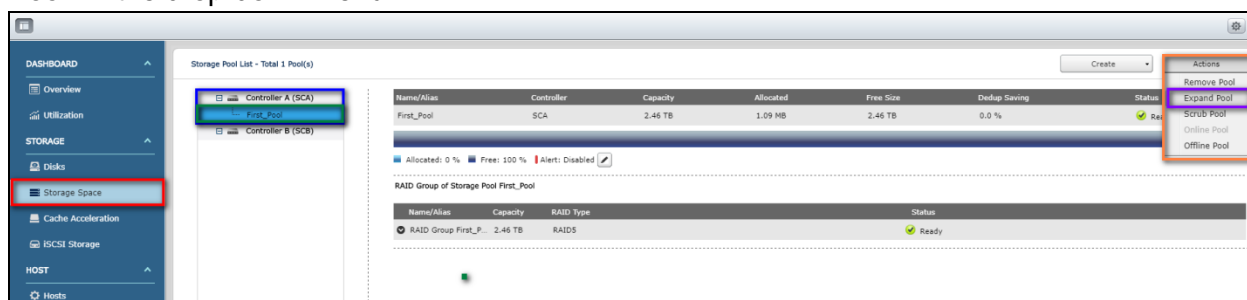 DASHBOARD
Overview
Utilization
STORAGE
Disks
Storage Space
Cache Acceleration
iSCSI Storage
HOST
Hosts
Storage Pool List - Total 1 Pool(s)
Create
Actions
Remove Pool
Expand Pool
Scrub Pool
Online Pool
Offline Pool
Controller A (SCA)
First_Pool
Controller B (SCB)
Name/Alias Controller Capacity Allocated Free Size Dedup Saving Status
First_Pool SCA 2.46 TB 1.09 MB 2.46 TB 0.0 %
Allocated: 0 % Free: 100 % Alert: Disabled
RAID Group of Storage Pool First_Pool
Name/Alias Capacity RAID Type Status
RAID Group First_P... 2.46 TB RAID5 Ready